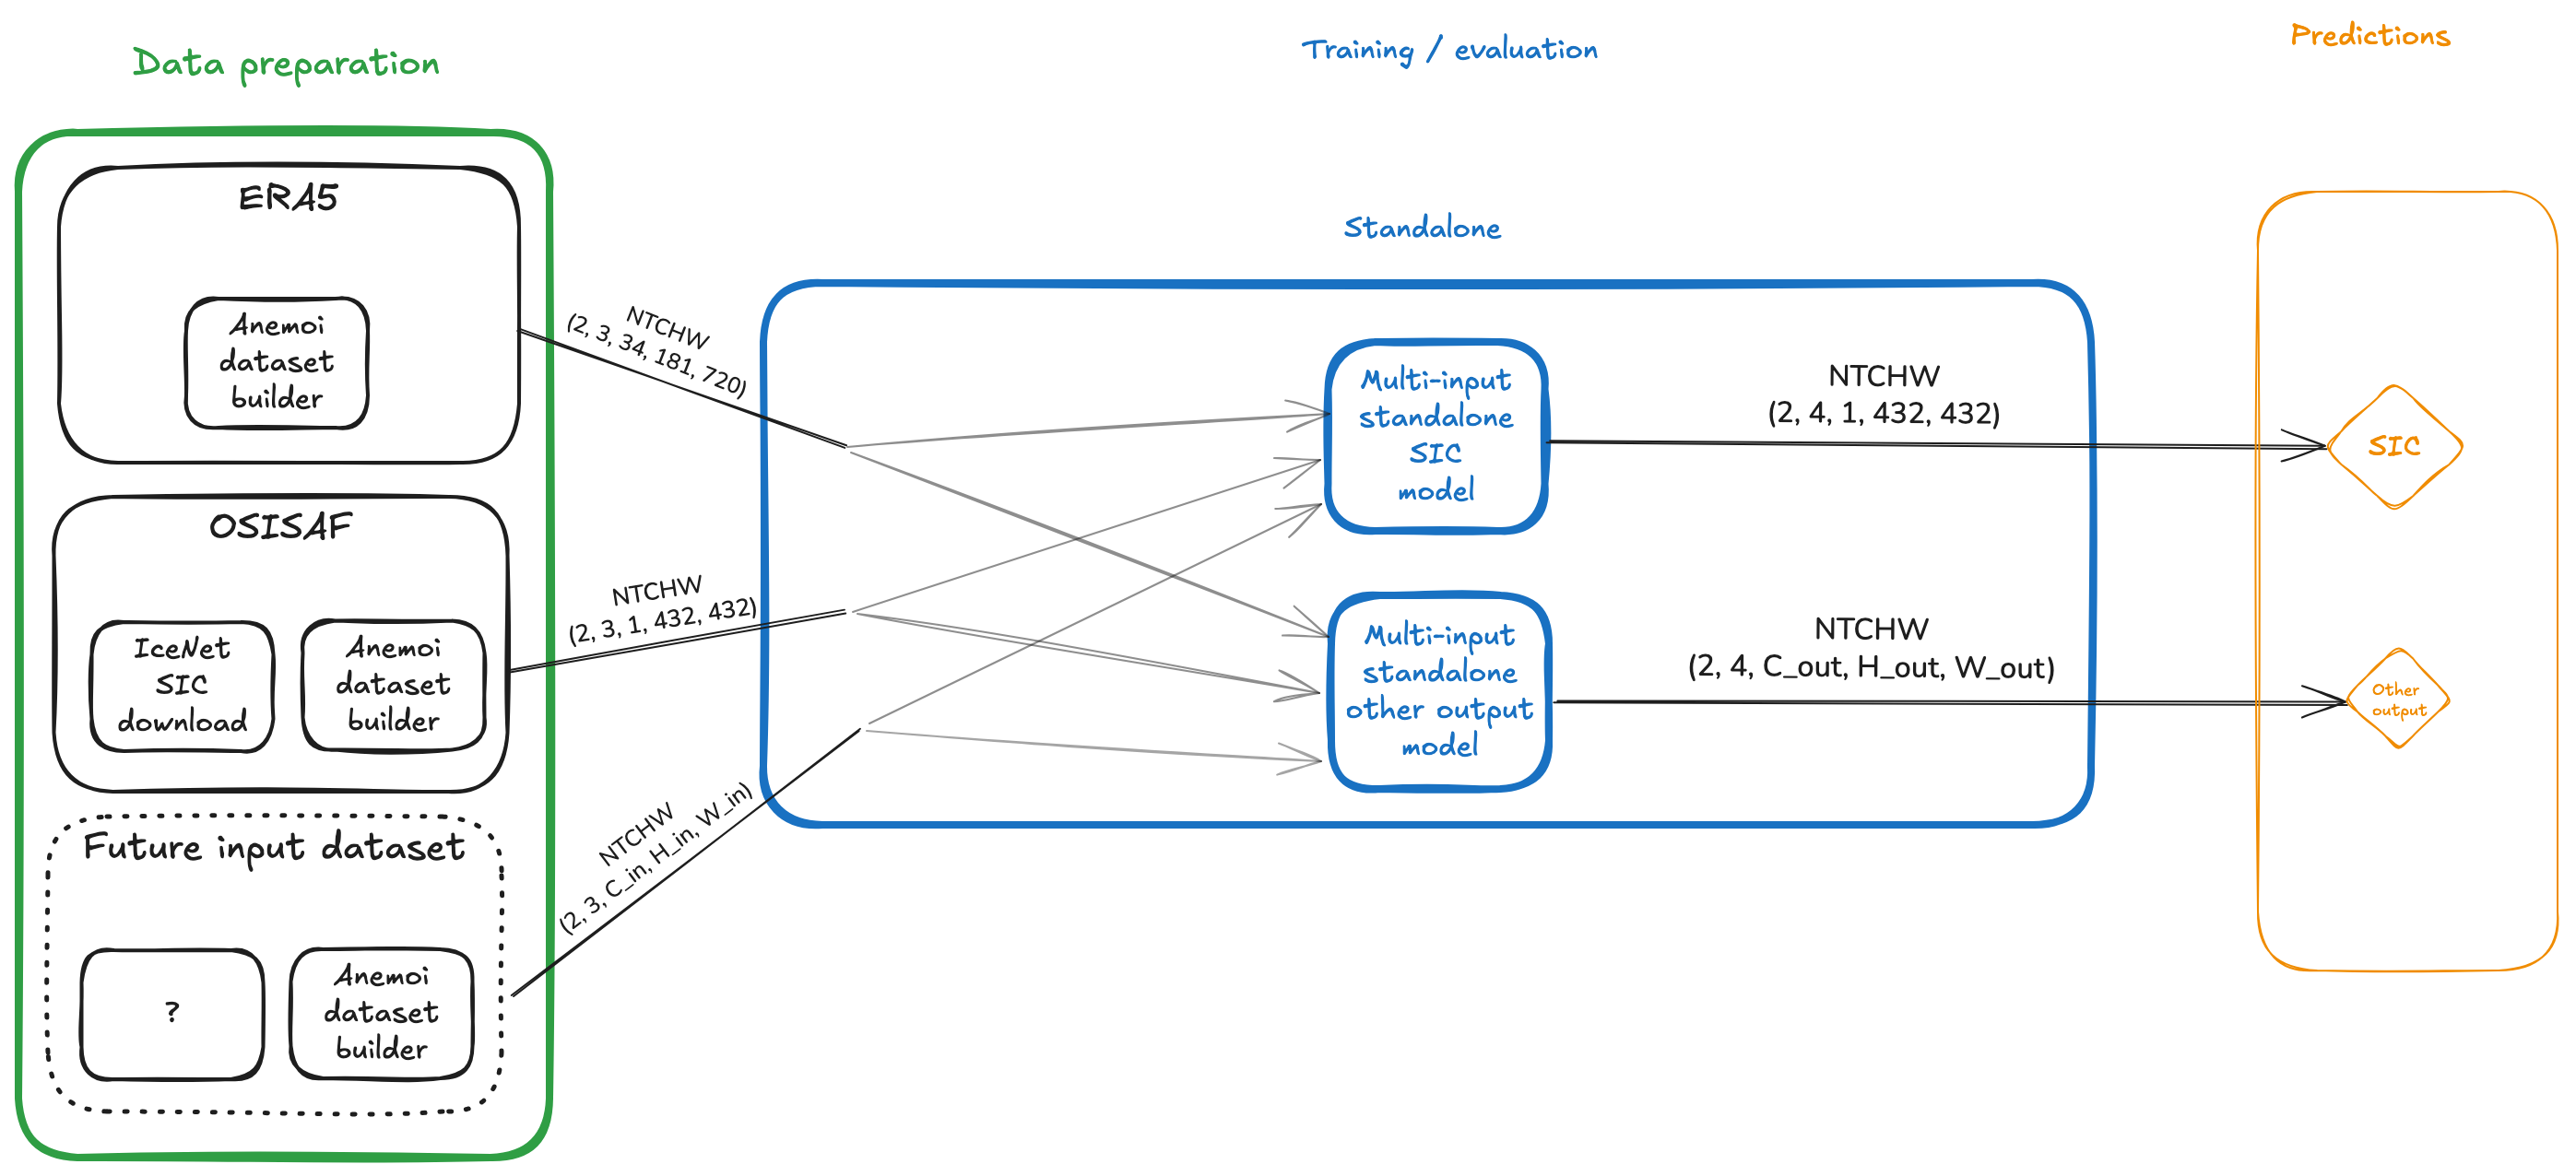 Data preparation
Training / evaluation
Predictions
ERA5
Anemoi
dataset
builder
OSISAF
IceNet
SIC
download
Anemoi
dataset
builder
Future input dataset
?
Anemoi
dataset
builder
NTCHW
(2, 3, 34, 181, 720)
NTCHW
(2, 3, 1, 432, 432)
NTCHW
(2, 3, C_in, H_in, W_in)
Standalone
Multi-input
standalone
SIC
model
Multi-input
standalone
other output
model
NTCHW
(2, 4, 1, 432, 432)
NTCHW
(2, 4, C_out, H_out, W_out)
SIC
Other
output